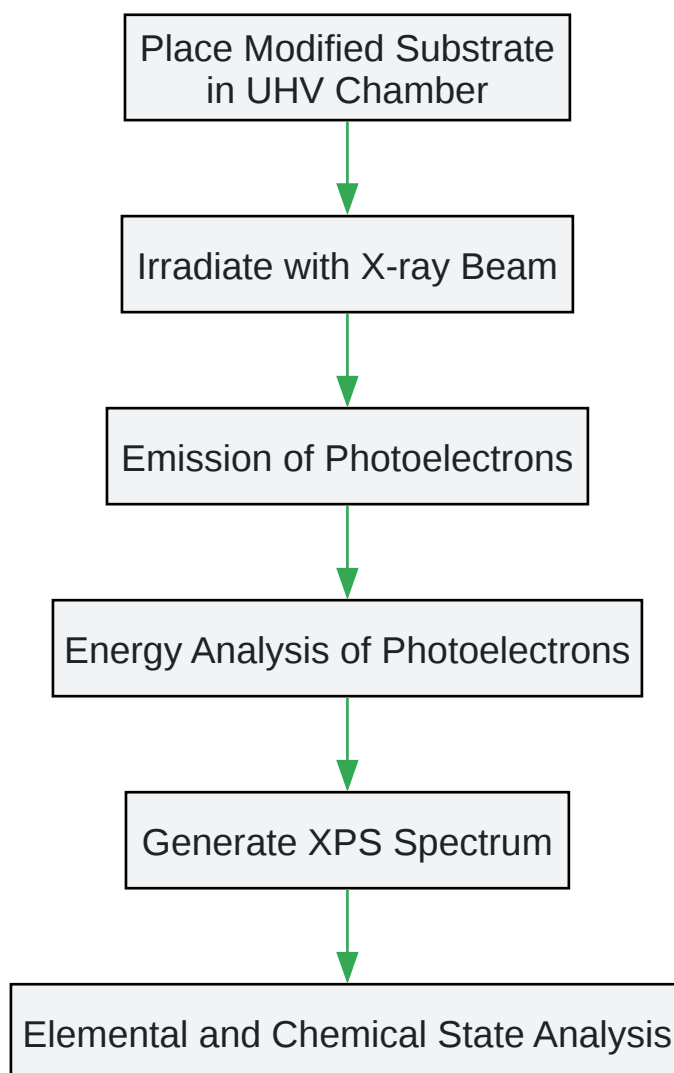 Place Modified Substrate
in UHV Chamber
Irradiate with X-ray Beam
Emission of Photoelectrons
Energy Analysis of Photoelectrons
Generate XPS Spectrum
Elemental and Chemical State Analysis